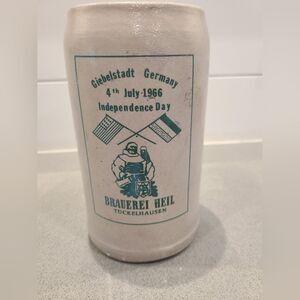 Giebelstadt Germany
4th July-1966
Independence Day
BRAUEREI HEIL
TUCKELHAUSEN